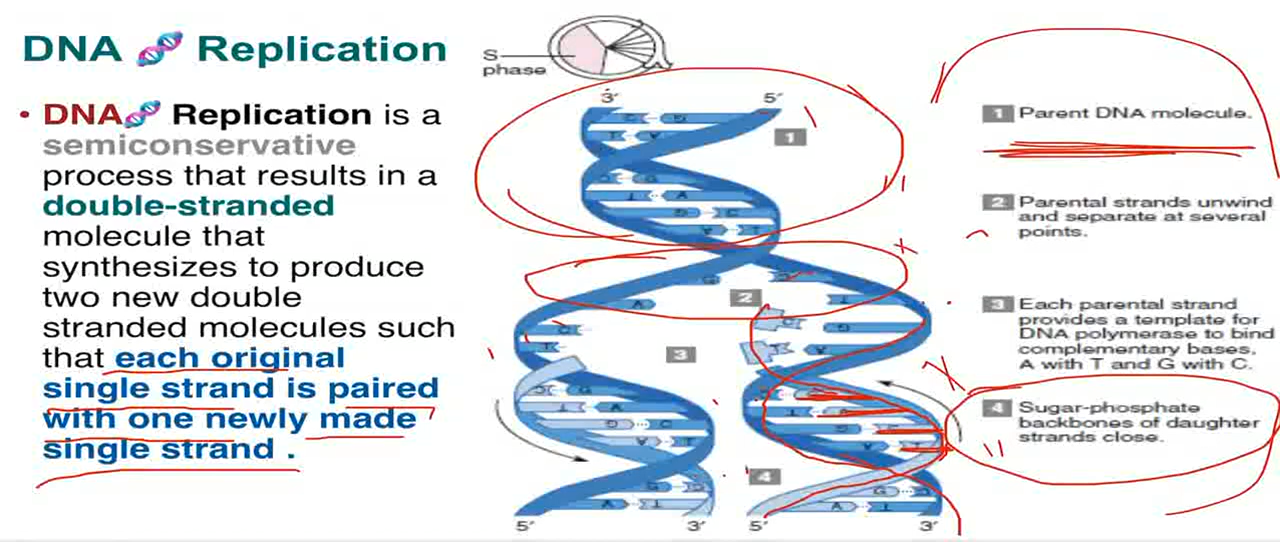 DNA 🧬 Replication
• DNA🧬 Replication is a
semiconservative
process that results in a
double-stranded
molecule that
synthesizes to produce
two new double
stranded molecules such
that each original
single strand is paired
with one newly made
single strand .
S
phase
3′ 5′
1
2
3
4
5′ 3′ 5′ 3′
1 Parent DNA molecule.
2 Parental strands unwind
and separate at several
points.
3 Each parental strand
provides a template for
DNA polymerase to bind
complementary bases,
A with T and G with C.
4 Sugar-phosphate
backbones of daughter
strands close.